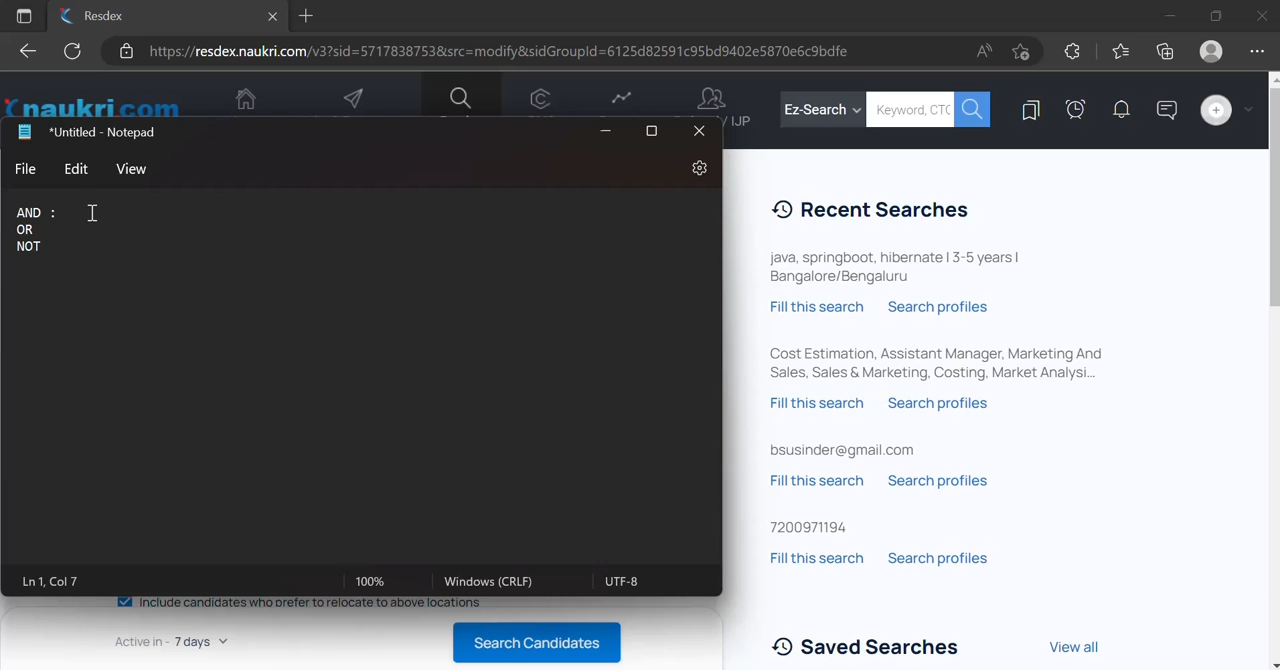 Resdex
https://resdex.naukri.com/v3?sid=5717838753&src=modify&sidGroupId=6125d82591c95bd9402e5870e6c9bdfe
naukri.com
Ez-Search
Keyword, CTC
/ IJP
*Untitled - Notepad
File Edit View
AND :
OR
NOT
Ln 1, Col 7
100%
Windows (CRLF)
UTF-8
Include candidates who prefer to relocate to above locations
Active in - 7 days
Search Candidates
Recent Searches
java, springboot, hibernate | 3-5 years |
Bangalore/Bengaluru
Fill this search Search profiles
Cost Estimation, Assistant Manager, Marketing And
Sales, Sales & Marketing, Costing, Market Analysi...
Fill this search Search profiles
bsusinder@gmail.com
Fill this search Search profiles
7200971194
Fill this search Search profiles
Saved Searches
View all